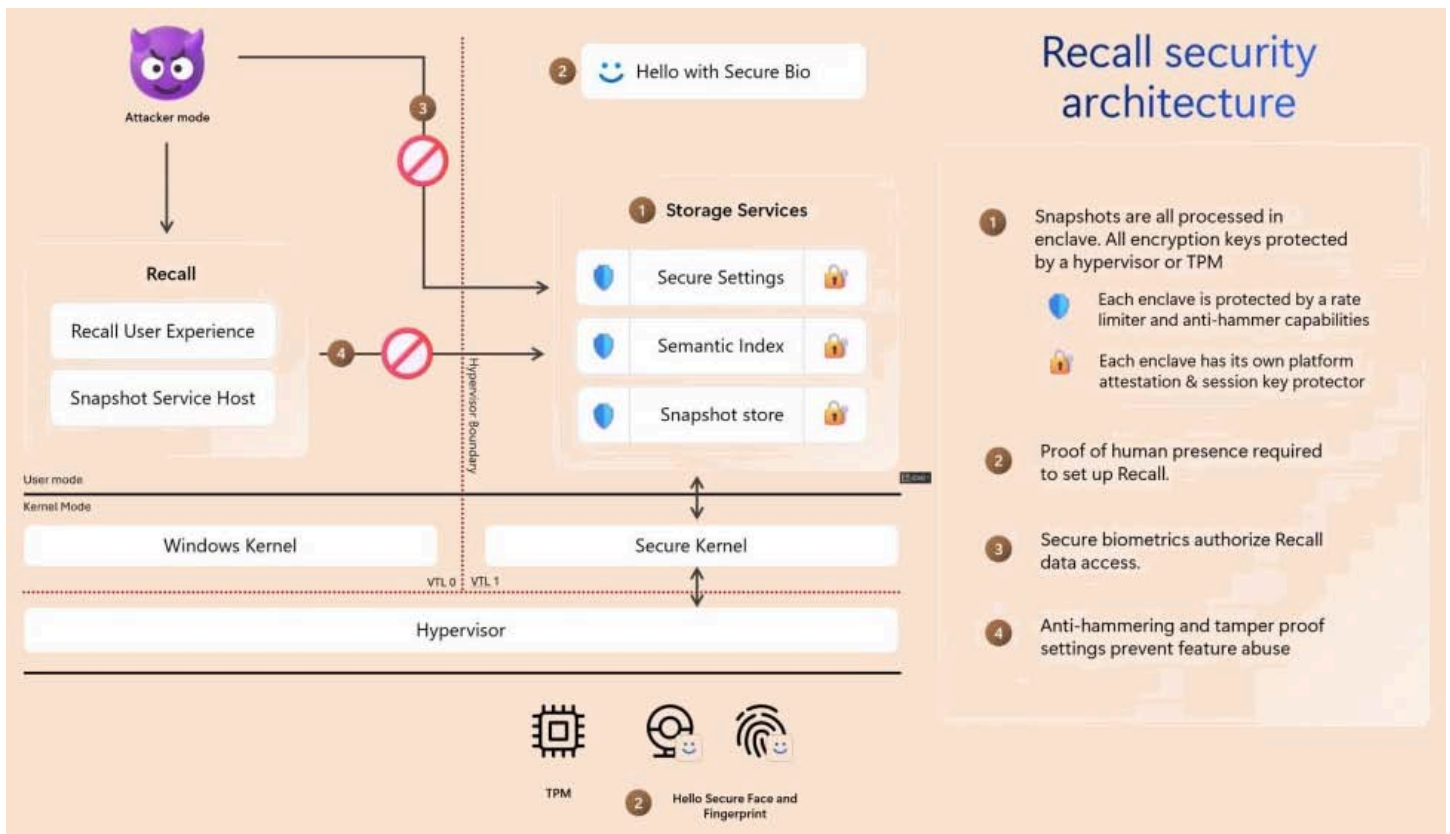 Recall security
architecture
Attacker mode
2
Hello with Secure Bio
3
1
Storage Services
Recall
Recall User Experience
Snapshot Service Host
4
Secure Settings
Semantic Index
Snapshot store
Hypervisor Boundary
User mode
Kernel Mode
Windows Kernel
Secure Kernel
VTL 0
VTL 1
Hypervisor
TPM
2
Hello Secure Face and
Fingerprint
1
Snapshots are all processed in
enclave. All encryption keys protected
by a hypervisor or TPM
Each enclave is protected by a rate
limiter and anti-hammer capabilities
Each enclave has its own platform
attestation & session key protector
2
Proof of human presence required
to set up Recall.
3
Secure biometrics authorize Recall
data access.
4
Anti-hammering and tamper proof
settings prevent feature abuse